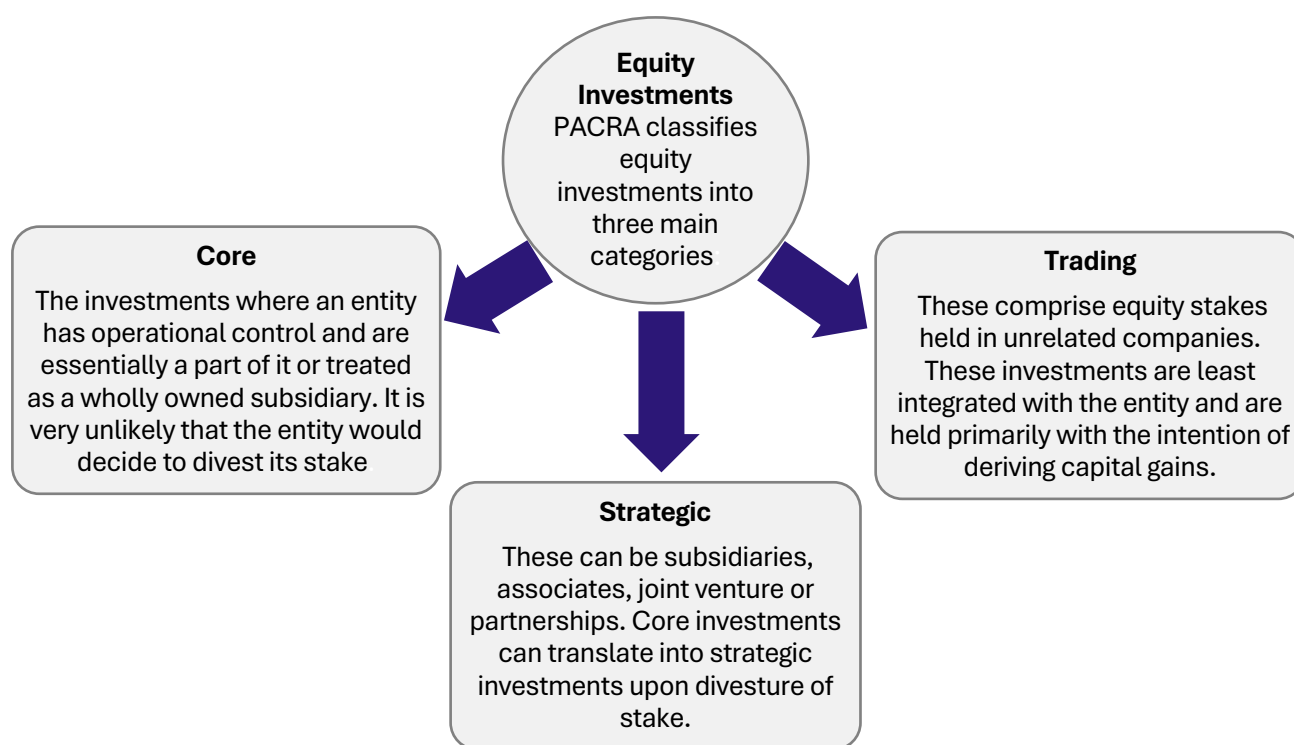 Equity
Investments
PACRA classifies
equity
investments into
three main
categories:
Core
The investments where an entity
has operational control and are
essentially a part of it or treated
as a wholly owned subsidiary. It is
very unlikely that the entity would
decide to divest its stake.
Trading
These comprise equity stakes
held in unrelated companies.
These investments are least
integrated with the entity and are
held primarily with the intention of
deriving capital gains.
Strategic
These can be subsidiaries,
associates, joint venture or
partnerships. Core investments
can translate into strategic
investments upon divesture of
stake.